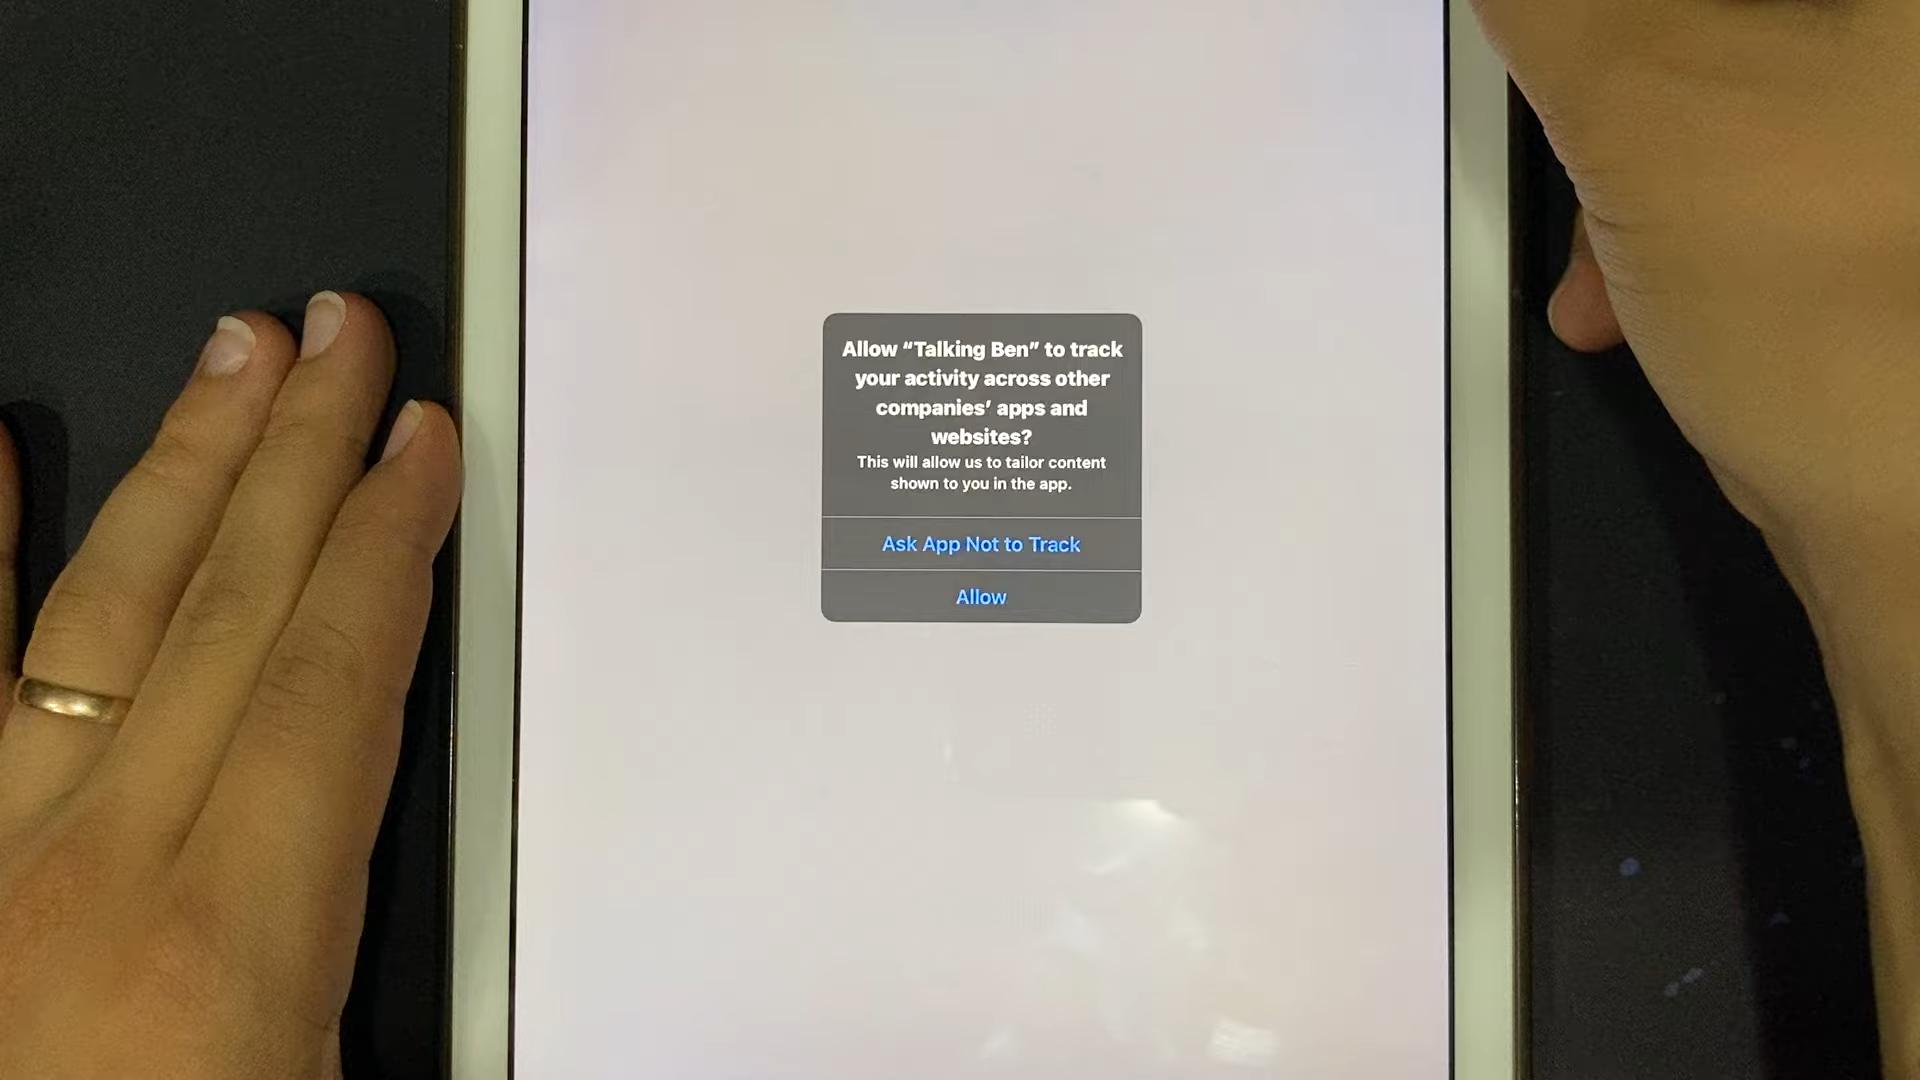 Allow “Talking Ben” to track
your activity across other
companies’ apps and
websites?
This will allow us to tailor content
shown to you in the app.
Ask App Not to Track
Allow